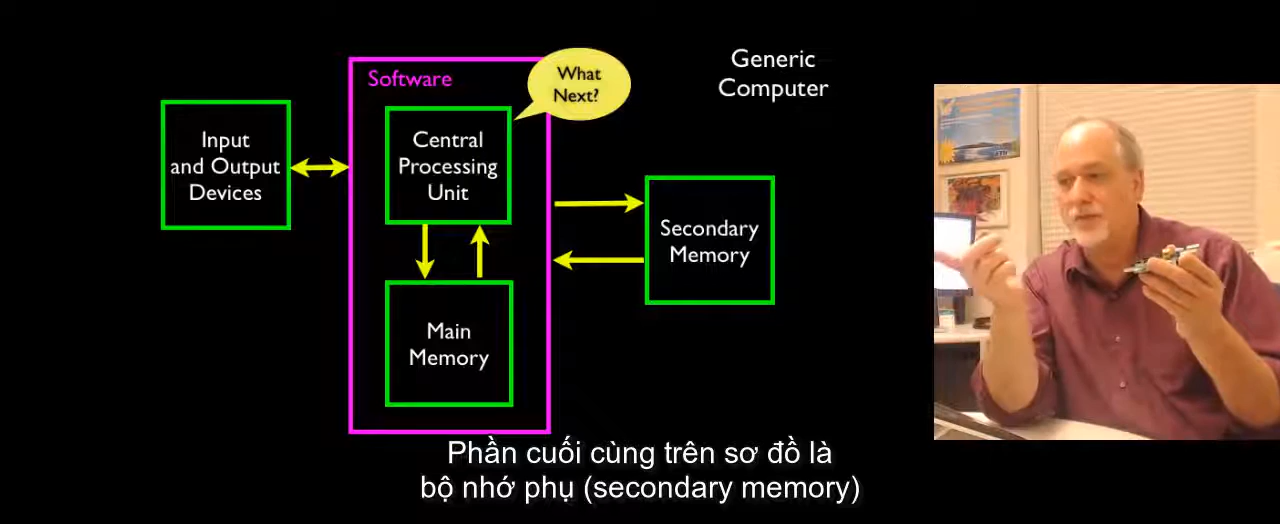 Generic
Computer
Software
What
Next?
Input
and Output
Devices
Central
Processing
Unit
Secondary
Memory
Main
Memory
Phần cuối cùng trên sơ đồ là
bộ nhớ phụ (secondary memory)